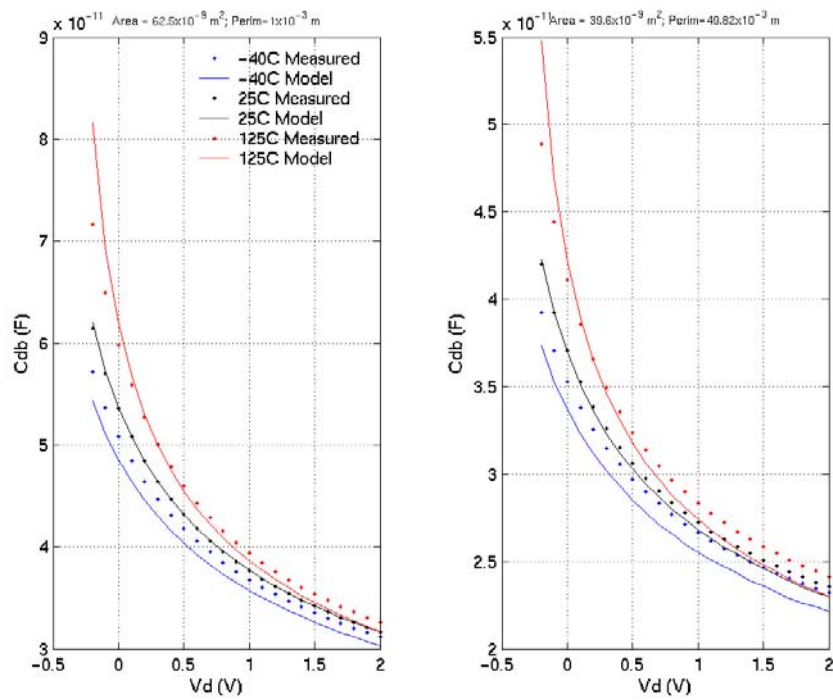 x 10⁻¹¹ Area = 62.5x10⁻⁹ m²; Perim=1x10⁻³ m
9
8
7
6
5
4
3
Cdb (F)
-40C Measured
-40C Model
25C Measured
25C Model
125C Measured
125C Model
-0.5 0 0.5 1 1.5 2
Vd (V)
x 10⁻¹¹ Area = 39.6x10⁻⁹ m²; Perim=49.82x10⁻³ m
5.5
5
4.5
4
3.5
3
2.5
2
Cdb (F)
-0.5 0 0.5 1 1.5 2
Vd (V)